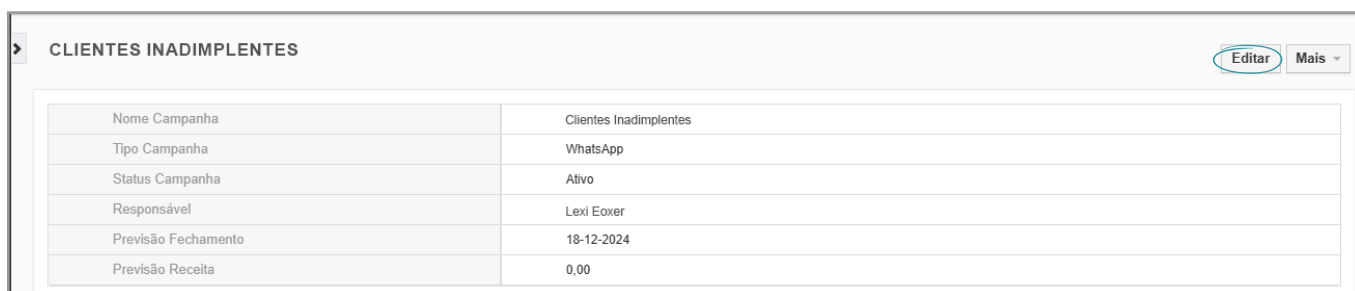 CLIENTES INADIMPLENTES
Editar Mais
Nome Campanha Clientes Inadimplentes
Tipo Campanha WhatsApp
Status Campanha Ativo
Responsável Lexi Eoxer
Previsão Fechamento 18-12-2024
Previsão Receita 0,00